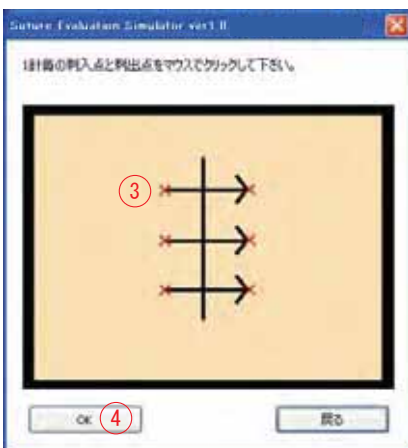 Suture Evaluation Simulator ver1.0
1針毎の刺入点と刺出点をマウスでクリックして下さい。
③
OK ④ 戻る